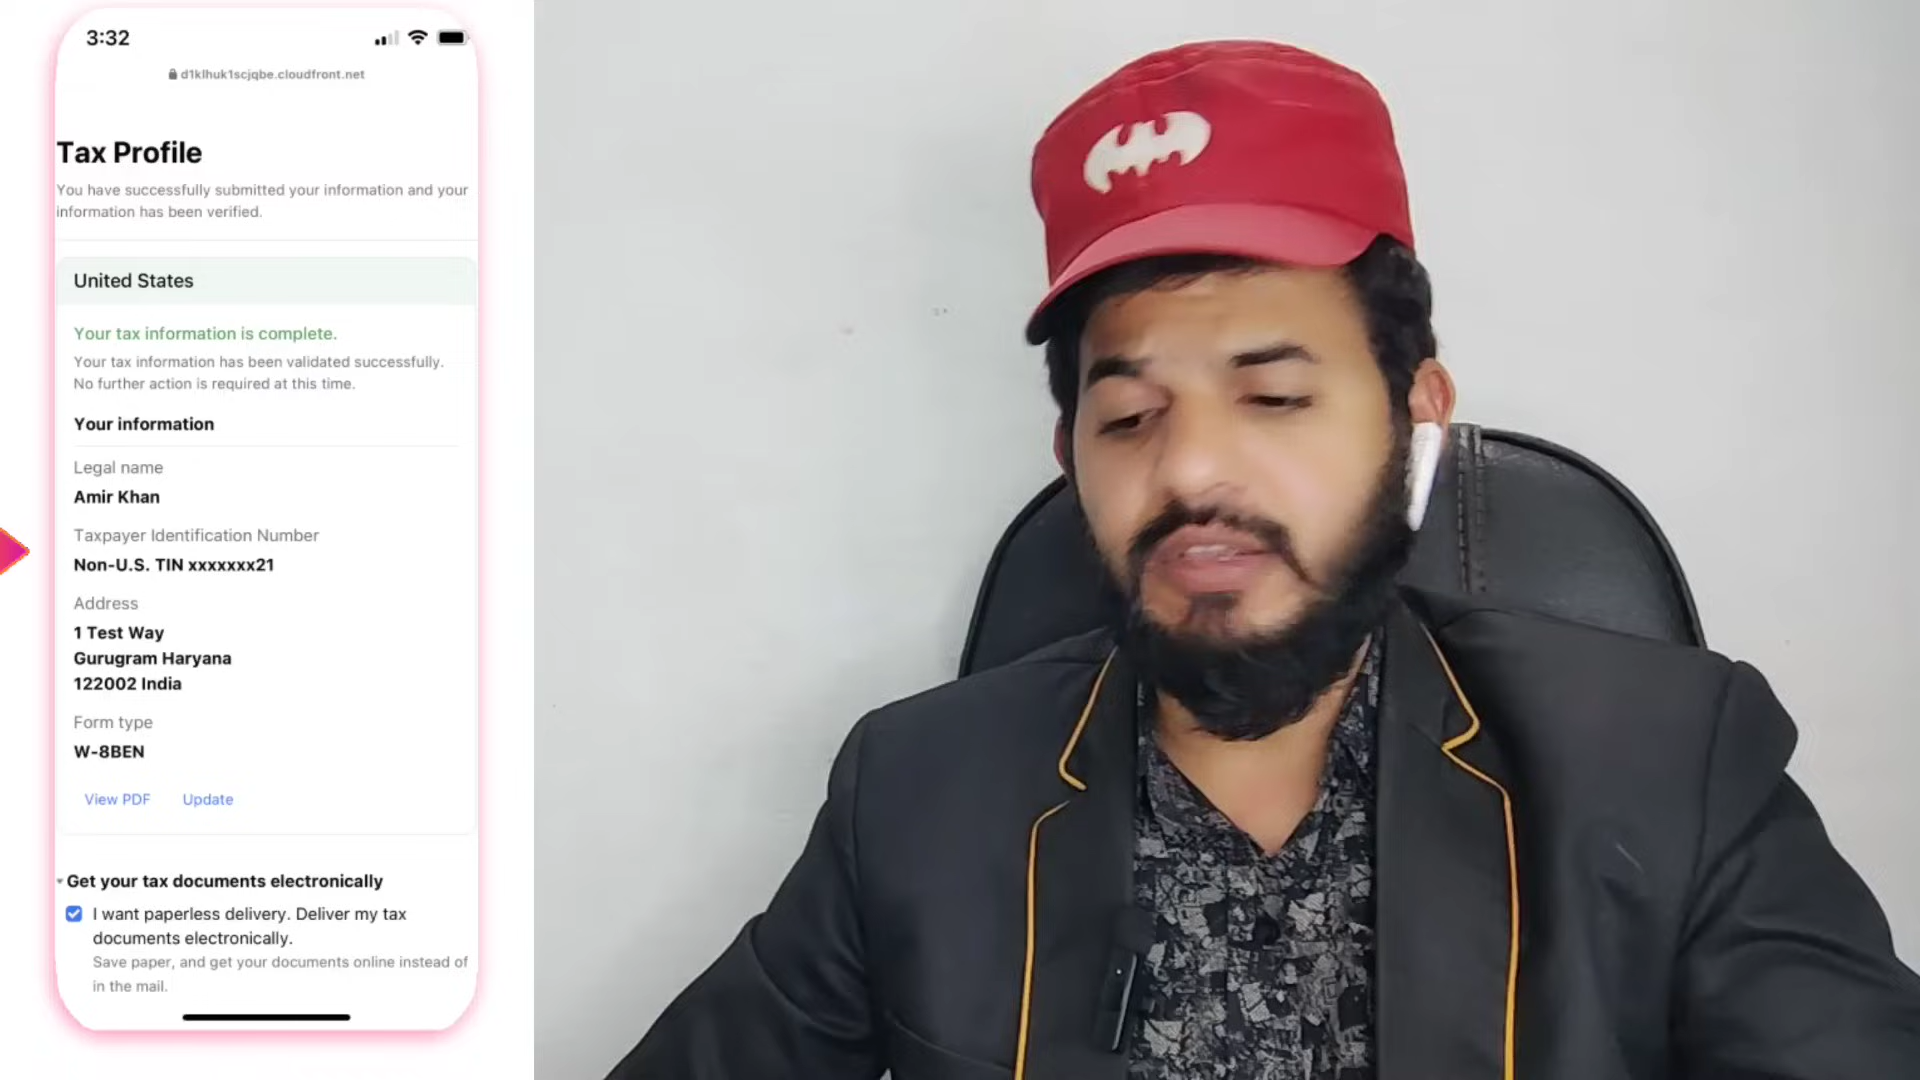 3:32
d1klhuk1scjqbe.cloudfront.net
Tax Profile
You have successfully submitted your information and your
information has been verified.
United States
Your tax information is complete.
Your tax information has been validated successfully.
No further action is required at this time.
Your information
Legal name
Amir Khan
Taxpayer Identification Number
Non-U.S. TIN xxxxxxx21
Address
1 Test Way
Gurugram Haryana
122002 India
Form type
W-8BEN
View PDF Update
Get your tax documents electronically
I want paperless delivery. Deliver my tax
documents electronically.
Save paper, and get your documents online instead of
in the mail.